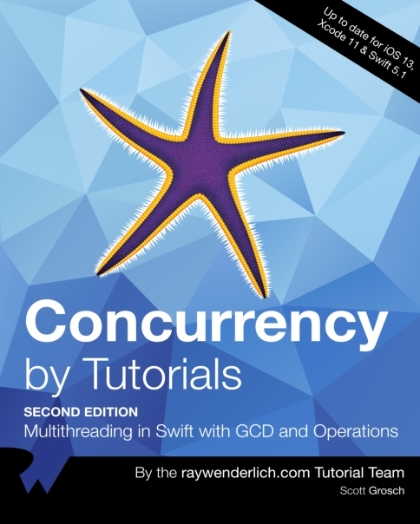 Up to date for iOS 13,
Xcode 11 & Swift 5.1
Concurrency
by Tutorials
SECOND EDITION
Multithreading in Swift with GCD and Operations
By the raywenderlich.com Tutorial Team
Scott Grosch